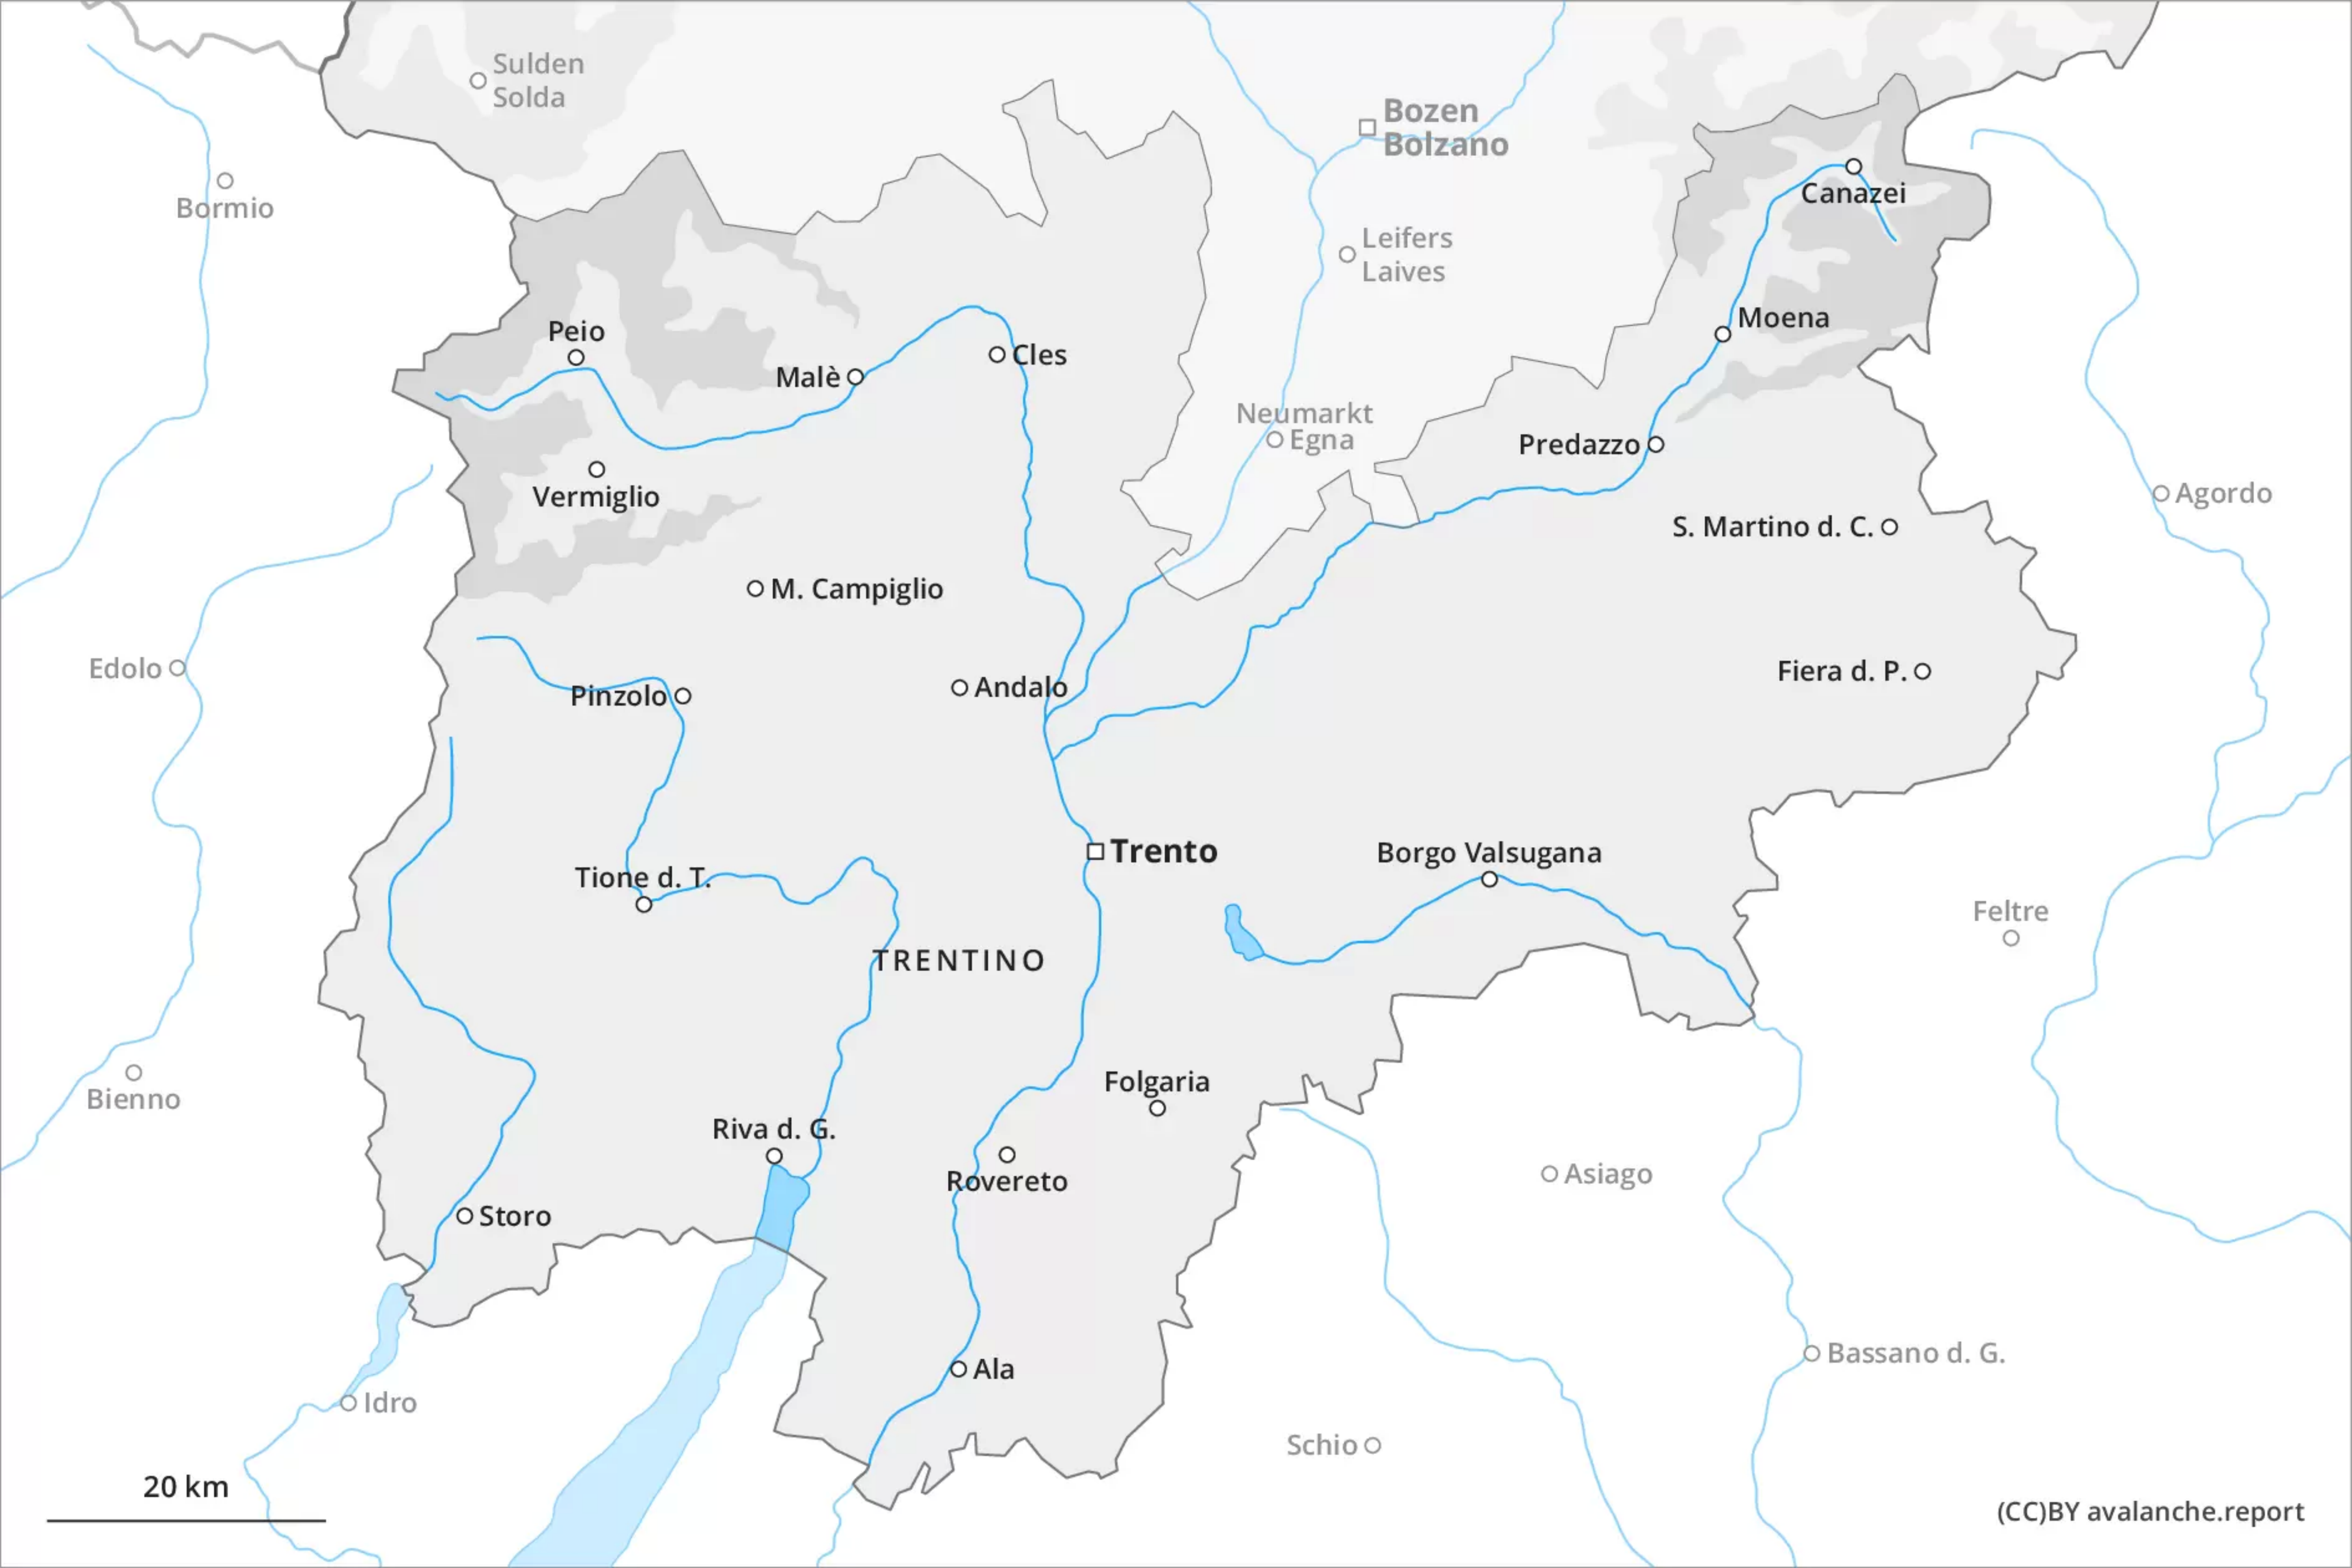 Sulden
Solda
Bozen
Bolzano
Bormio
Canazei
Leifers
Laives
Peio
Moena
Malè
Cles
Neumarkt
Egna
Predazzo
Vermiglio
Agordo
S. Martino d. C.
M. Campiglio
Edolo
Fiera d. P.
Pinzolo
Andalo
Trento
Borgo Valsugana
Tione d. T.
Feltre
TRENTINO
Folgaria
Bienno
Riva d. G.
Asiago
Rovereto
Storo
Bassano d. G.
Ala
Idro
Schio
20 km
(CC)BY avalanche.report